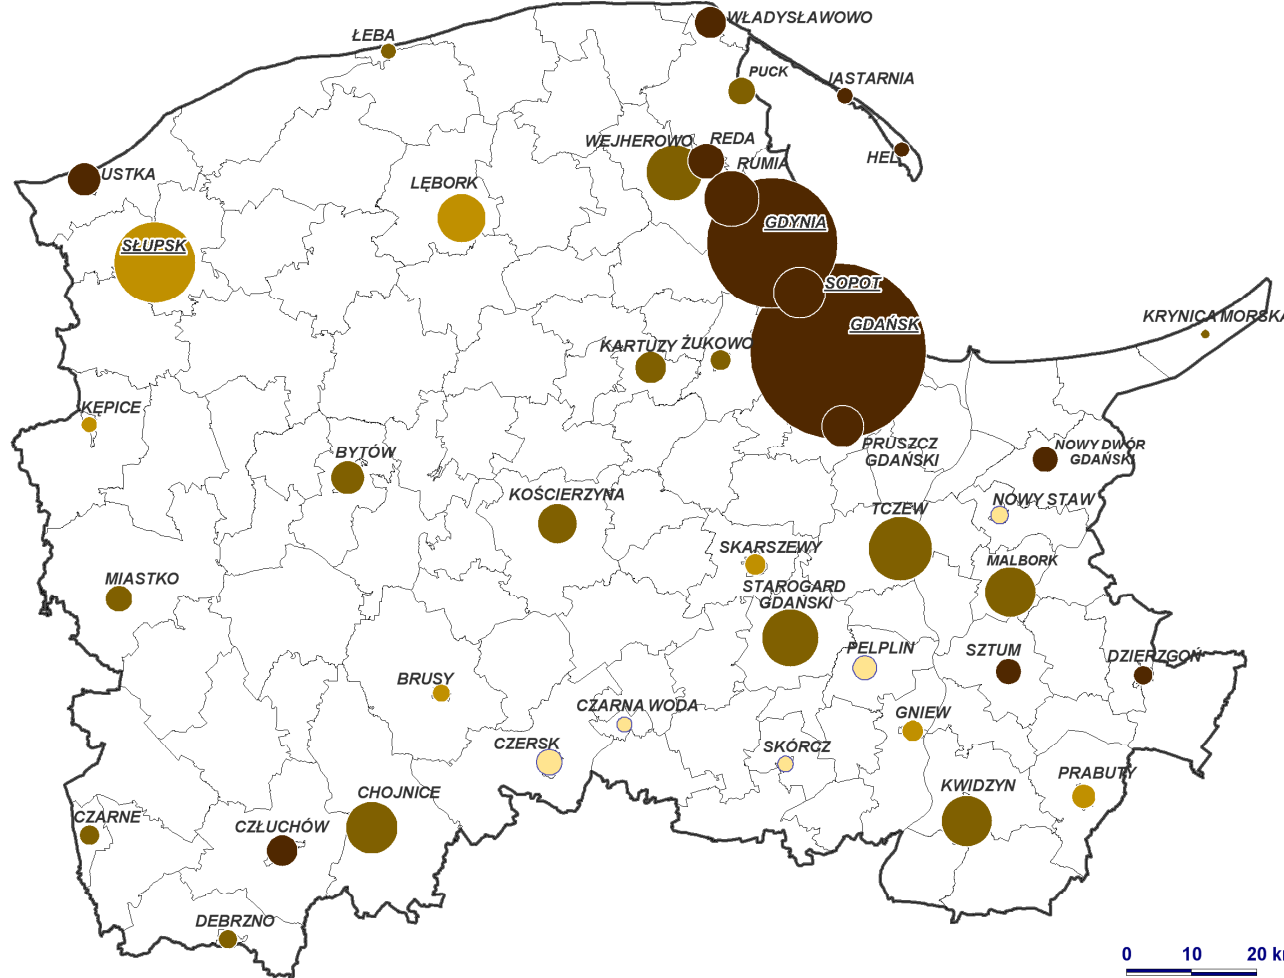 WŁADYSŁAWOWO
ŁEBA
PUCK
JASTARNIA
WEJHEROWO
REDA
HEL
RUMIA
USTKA
LĘBORK
GDYNIA
SŁUPSK
SOPOT
GDAŃSK
KRYNICA MORSKA
KARTUZY
ŻUKOWO
KĘPICE
PRUSZCZ
GDAŃSKI
NOWY DWÓR
GDAŃSKI
BYTÓW
KOŚCIERZYNA
NOWY STAW
TCZEW
SKARSZEWY
MALBORK
MIASTKO
STAROGARD
GDAŃSKI
PELPLIN
SZTUM
DZIERZGOŃ
BRUSY
CZARNA WODA
GNIEW
CZERSK
SKÓRCZ
PRABUTY
CHOJNICE
KWIDZYN
CZARNE
CZŁUCHÓW
DEBRZNO
0 10 20 km